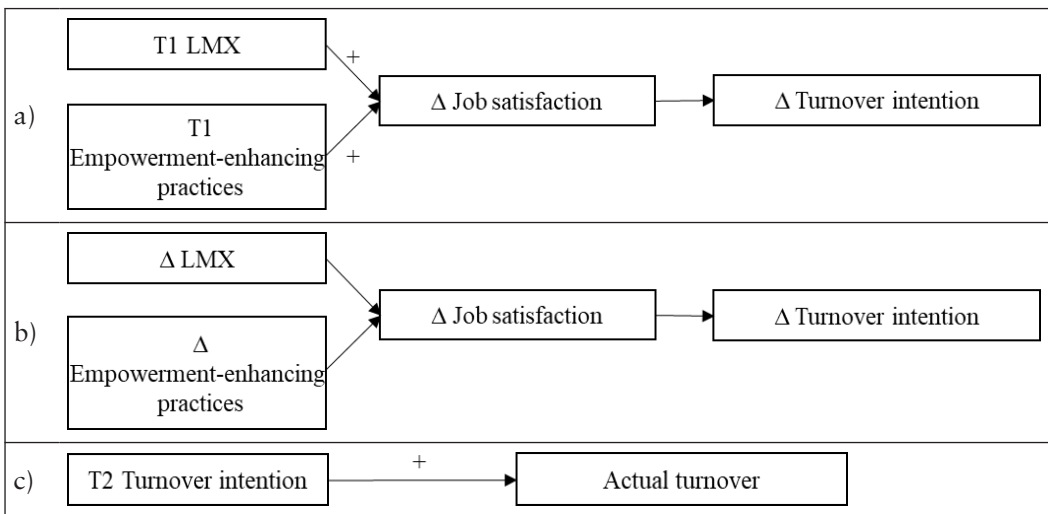 a)
T1 LMX
+
T1
Empowerment-enhancing
practices
+
Δ Job satisfaction
Δ Turnover intention
b)
Δ LMX
Δ
Empowerment-enhancing
practices
Δ Job satisfaction
Δ Turnover intention
c)
T2 Turnover intention
+
Actual turnover